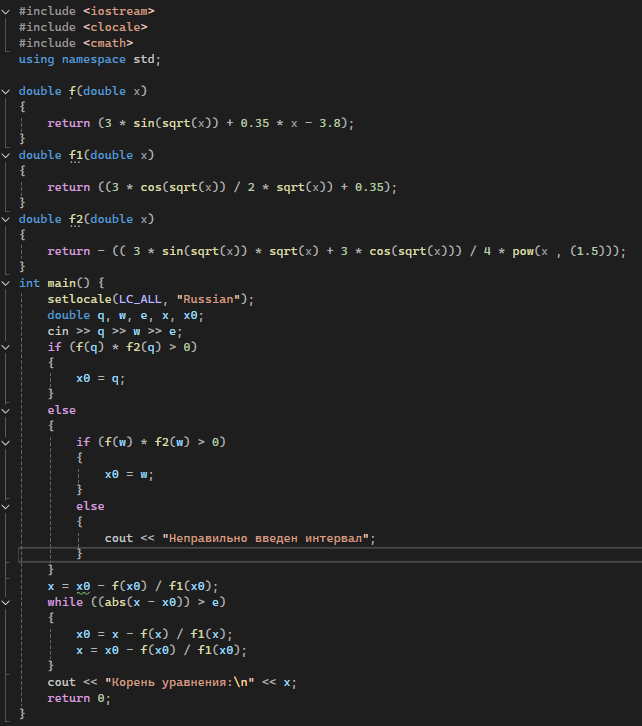 #include <iostream>
#include <clocale>
#include <cmath>
using namespace std;
double f(double x)
{
return (3 * sin(sqrt(x)) + 0.35 * x - 3.8);
}
double f1(double x)
{
return ((3 * cos(sqrt(x)) / 2 * sqrt(x)) + 0.35);
}
double f2(double x)
{
return - (( 3 * sin(sqrt(x)) * sqrt(x) + 3 * cos(sqrt(x))) / 4 * pow(x , (1.5)));
}
int main() {
setlocale(LC_ALL, "Russian");
double q, w, e, x, x0;
cin >> q >> w >> e;
if (f(q) * f2(q) > 0)
{
x0 = q;
}
else
{
if (f(w) * f2(w) > 0)
{
x0 = w;
}
else
{
cout << "Неправильно введен интервал";
}
}
x = x0 - f(x0) / f1(x0);
while ((abs(x - x0)) > e)
{
x0 = x - f(x) / f1(x);
x = x0 - f(x0) / f1(x0);
}
cout << "Корень уравнения:\n" << x;
return 0;
}